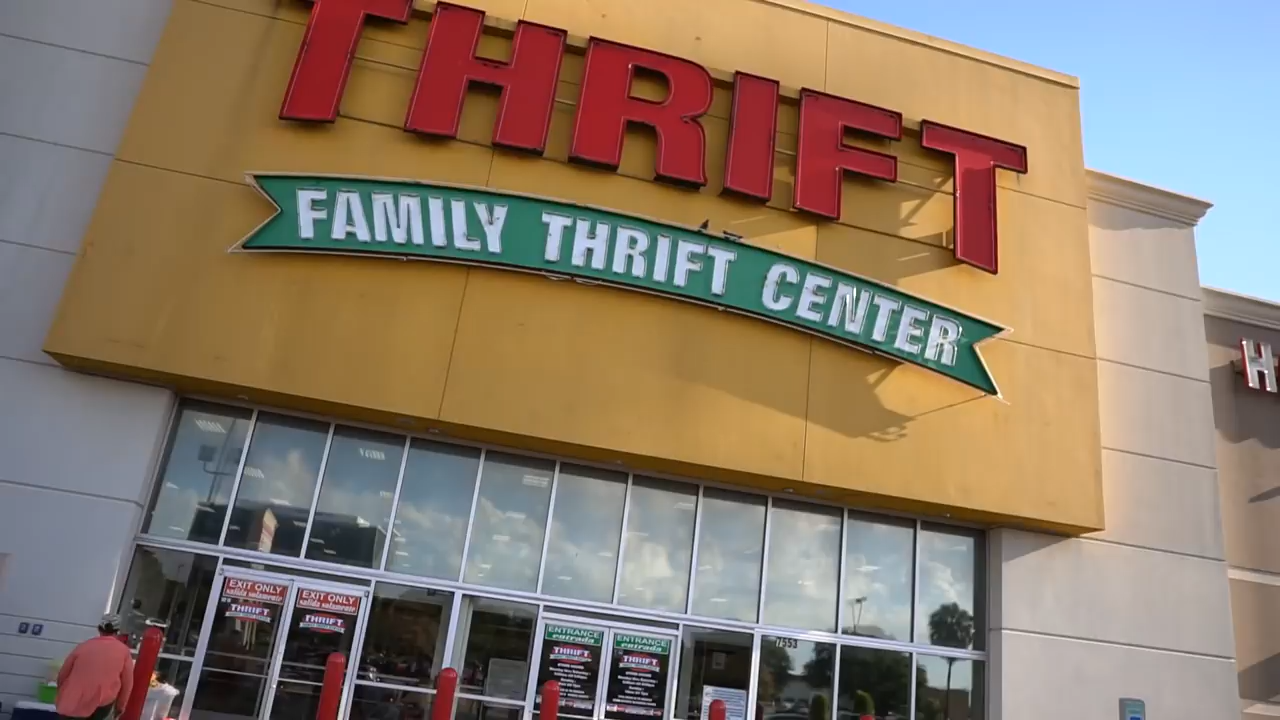 THRIFT
FAMILY THRIFT CENTER
H
EXIT ONLY
salida solamente
THRIFT
EXIT ONLY
salida solamente
THRIFT
ENTRANCE
entrada
THRIFT
ENTRANCE
entrada
THRIFT
7553